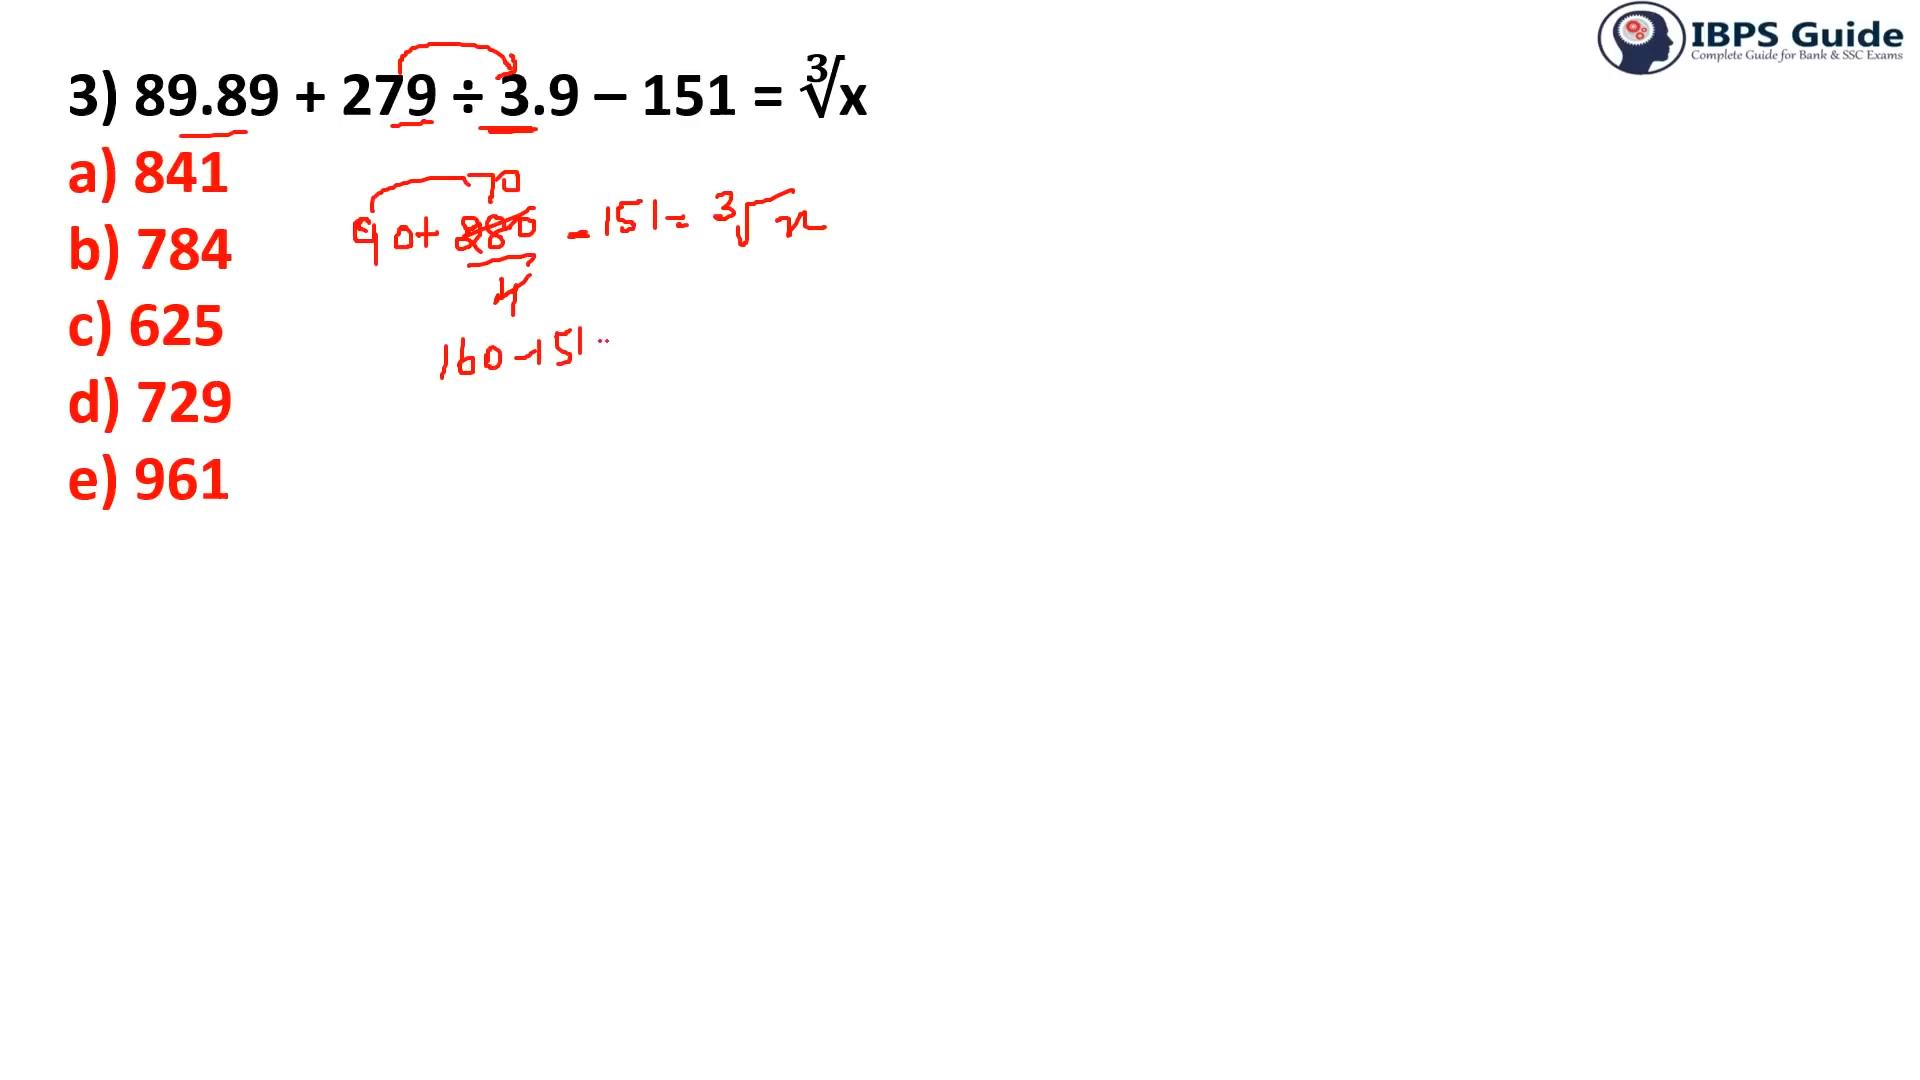 IBPS Guide
Complete Guide for Bank & SSC Exams
3) 89.89 + 279 ÷ 3.9 – 151 = ∛x
a) 841
b) 784
c) 625
d) 729
e) 961
70
90+ 280 - 151 = ∛x
4
160-151